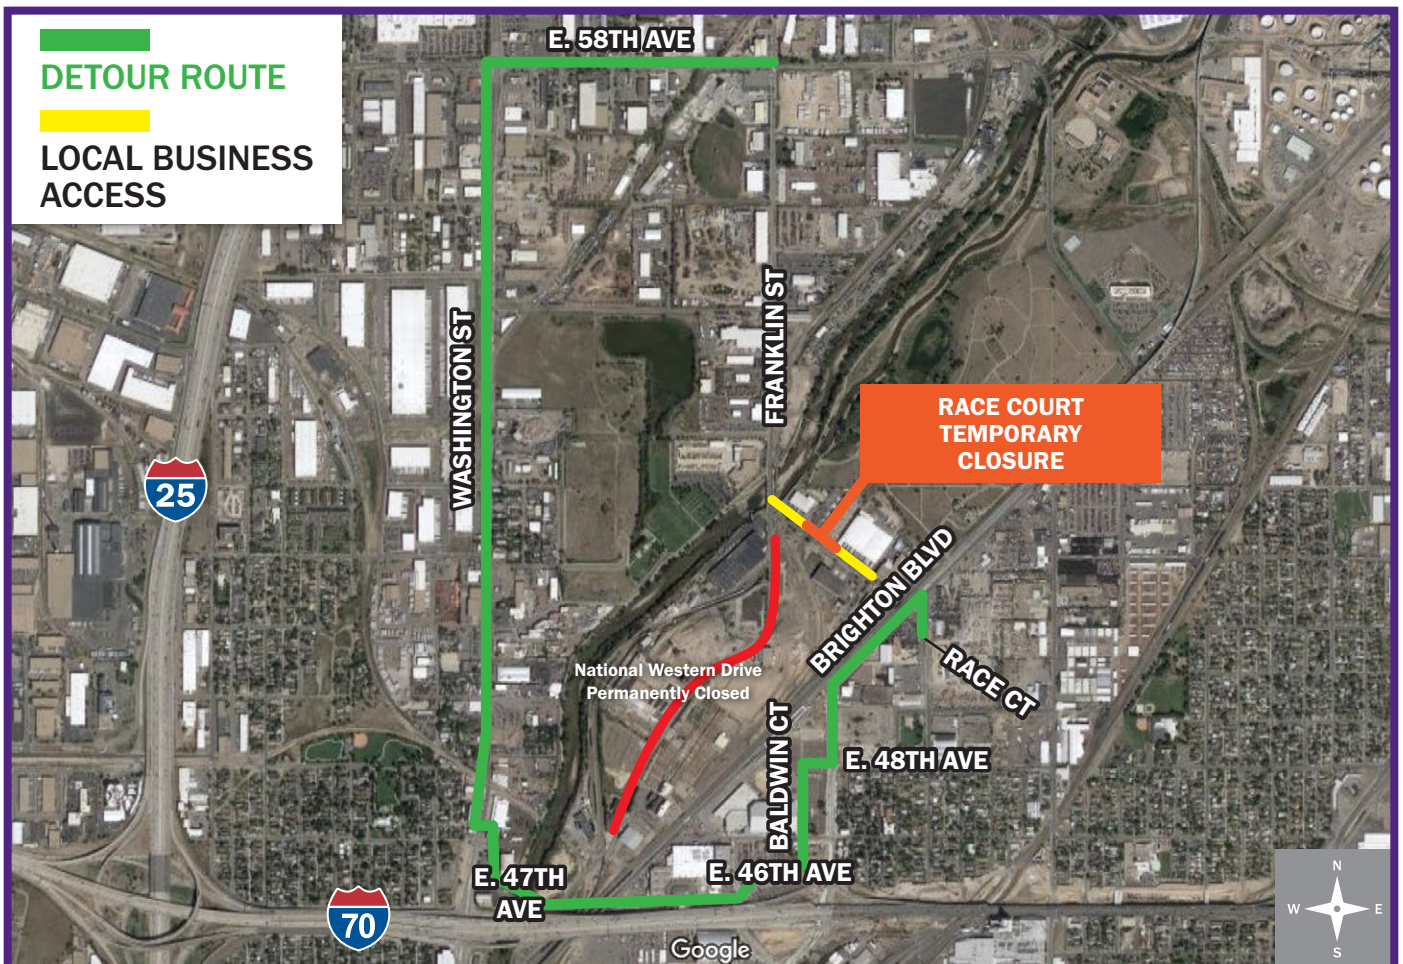 DETOUR ROUTE
LOCAL BUSINESS
ACCESS
E. 58TH AVE
WASHINGTON ST
FRANKLIN ST
RACE COURT
TEMPORARY
CLOSURE
25
BRIGHTON BLVD
National Western Drive
Permanently Closed
RACE CT
BALDWIN CT
E. 48TH AVE
E. 47TH
AVE
E. 46TH AVE
70
Google
N
W E
S